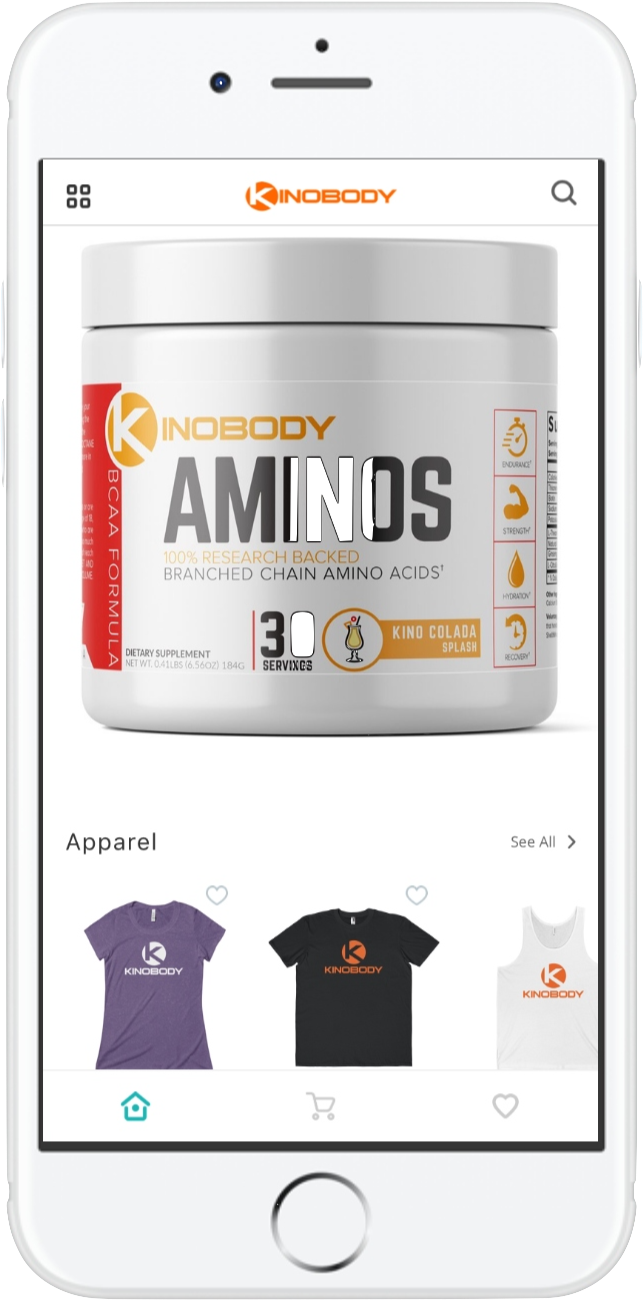 KINOBODY
KINOBODY
AMINOS
BCAA FORMULA
100% RESEARCH BACKED
BRANCHED CHAIN AMINO ACIDS†
30
SERVINGS
KINO COLADA
SPLASH
DIETARY SUPPLEMENT
NET WT. 0.41LBS (6.56OZ) 184G
ENDURANCE†
STRENGTH†
HYDRATION†
RECOVERY†
Apparel
See All
KINOBODY
KINOBODY
KINOBODY